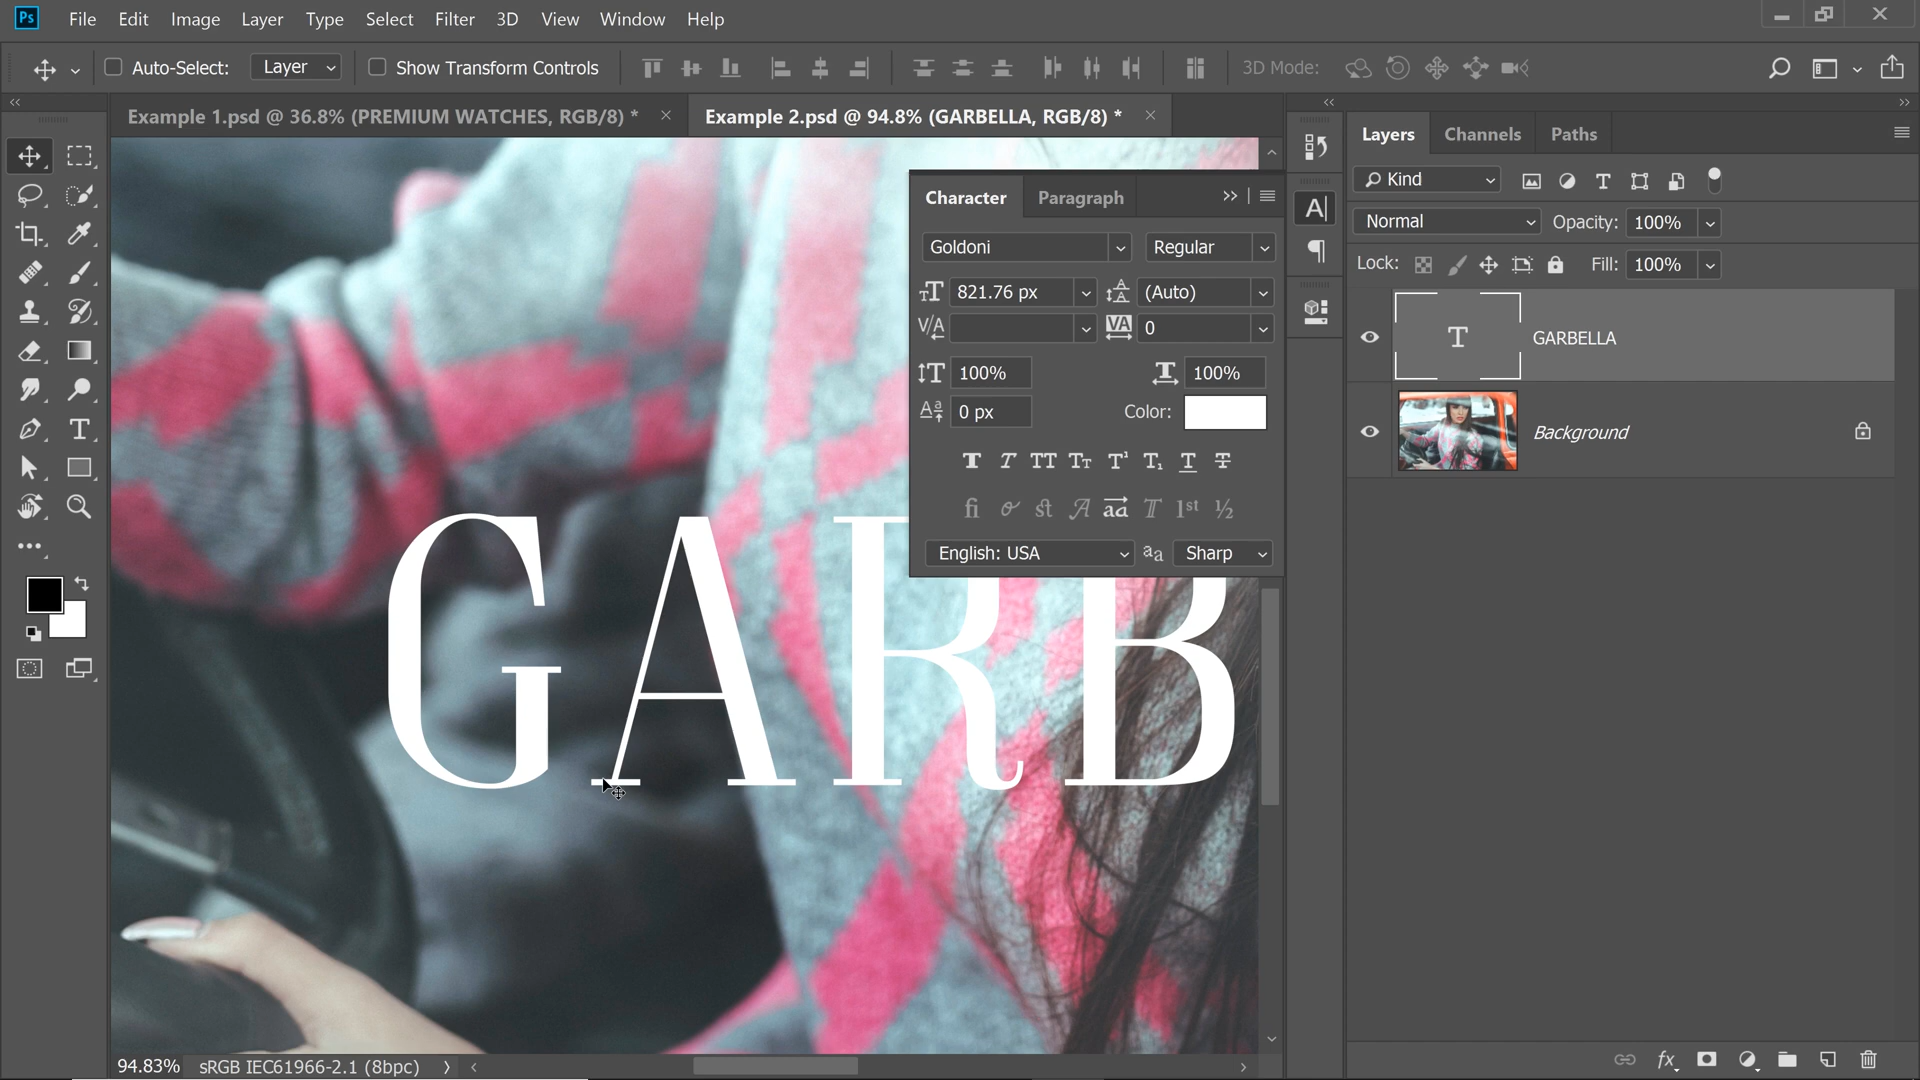 Ps File Edit Image Layer Type Select Filter 3D View Window Help
Auto-Select: Layer Show Transform Controls 3D Mode:
Example 1.psd @ 36.8% (PREMIUM WATCHES, RGB/8) * Example 2.psd @ 94.8% (GARBELLA, RGB/8) *
Character Paragraph
Goldoni Regular
821.76 px (Auto)
0
100% 100%
0 px Color:
English: USA Sharp
GARB
94.83% sRGB IEC61966-2.1 (8bpc)
Layers Channels Paths
Kind
Normal Opacity: 100%
Lock: Fill: 100%
GARBELLA
Background